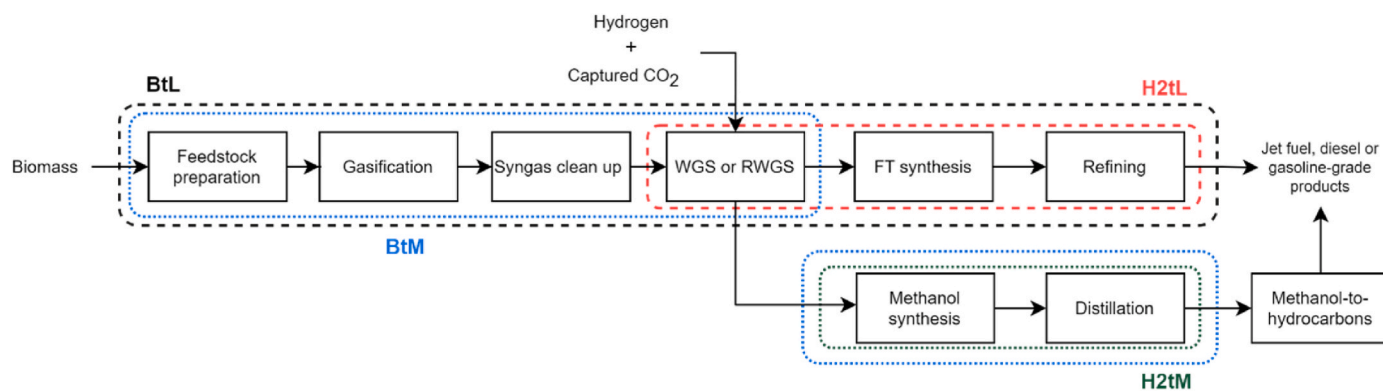 Hydrogen
+
Captured CO₂
BtL
H2tL
Biomass
Feedstock
preparation
Gasification
Syngas clean up
WGS or RWGS
FT synthesis
Refining
Jet fuel, diesel or
gasoline-grade
products
BtM
Methanol
synthesis
Distillation
Methanol-to-
hydrocarbons
H2tM